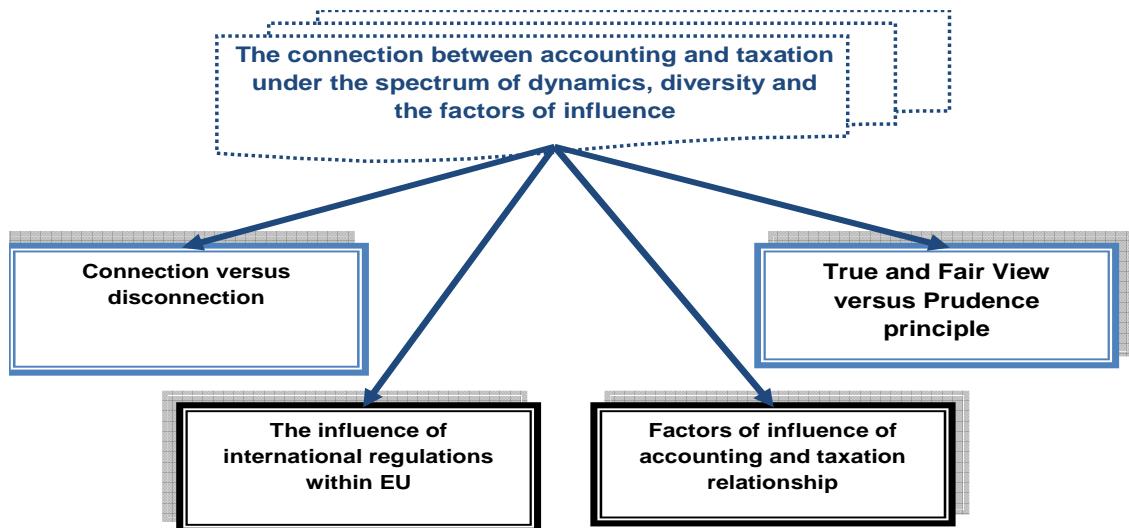 The connection between accounting and taxation
under the spectrum of dynamics, diversity and
the factors of influence
Connection versus
disconnection
True and Fair View
versus Prudence
principle
The influence of
international regulations
within EU
Factors of influence of
accounting and taxation
relationship